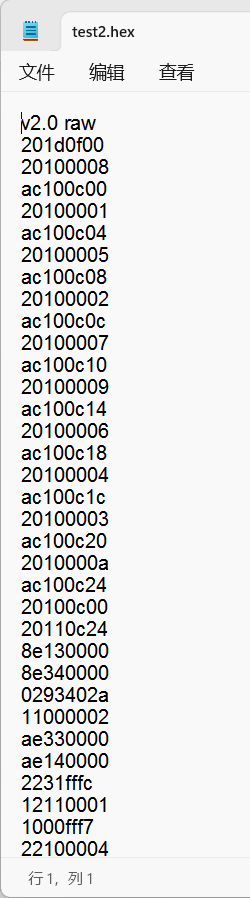 test2.hex
文件 编辑 查看
v2.0 raw
201d0f00
20100008
ac100c00
20100001
ac100c04
20100005
ac100c08
20100002
ac100c0c
20100007
ac100c10
20100009
ac100c14
20100006
ac100c18
20100004
ac100c1c
20100003
ac100c20
2010000a
ac100c24
20100c00
20110c24
8e130000
8e340000
0293402a
11000002
ae330000
ae140000
2231fffc
12110001
1000fff7
22100004
行 1，列 1